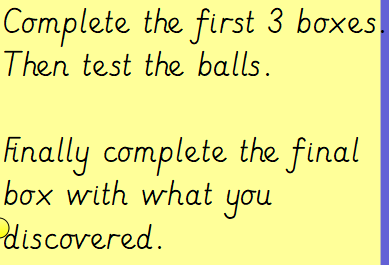 Complete the first 3 boxes.
Then test the balls.
Finally complete the final
box with what you
discovered.